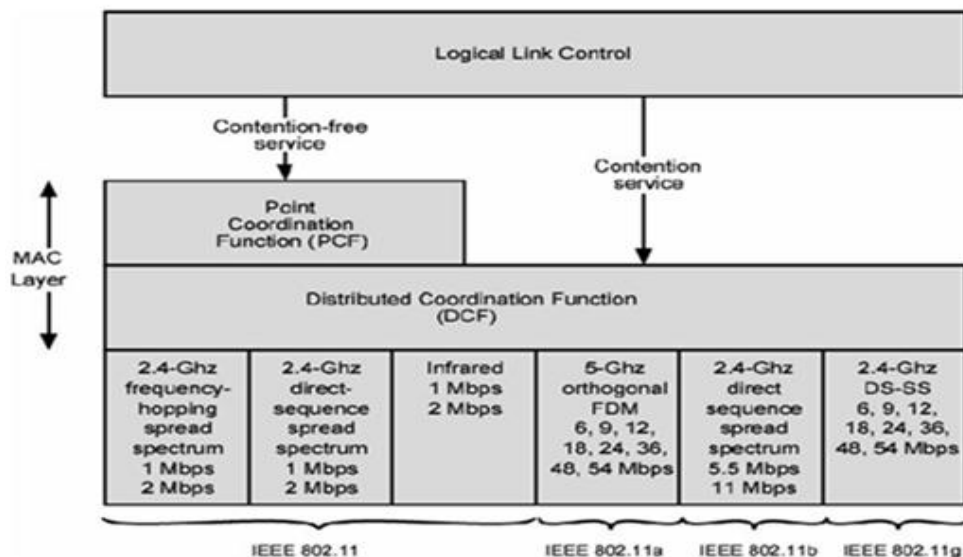 Logical Link Control
Contention-free
service
Contention
service
Point
Coordination
Function (PCF)
MAC
Layer
Distributed Coordination Function
(DCF)
2.4-Ghz
frequency-
hopping
spread
spectrum
1 Mbps
2 Mbps
2.4-Ghz
direct-
sequence
spread
spectrum
1 Mbps
2 Mbps
Infrared
1 Mbps
2 Mbps
5-Ghz
orthogonal
FDM
6, 9, 12,
18, 24, 36,
48, 54 Mbps
2.4-Ghz
direct
sequence
spread
spectrum
5.5 Mbps
11 Mbps
2.4-Ghz
DS-SS
6, 9, 12,
18, 24, 36,
48, 54 Mbps
IEEE 802.11
IEEE 802.11a
IEEE 802.11b
IEEE 802.11g